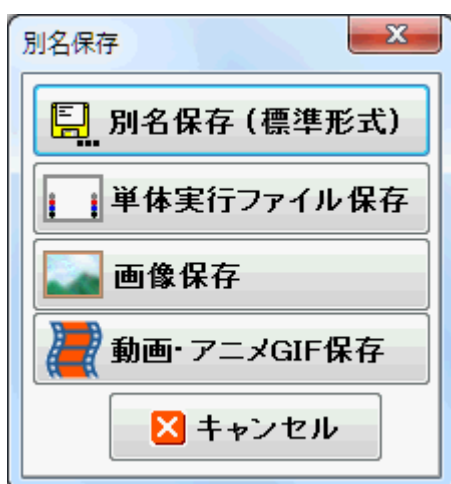 別名保存
別名保存（標準形式）
単体実行ファイル保存
画像保存
動画・アニメGIF保存
キャンセル